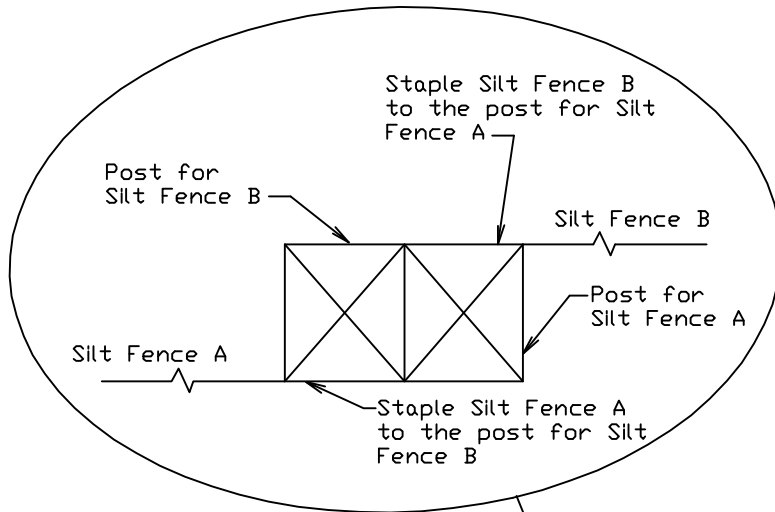 Staple Silt Fence B
to the post for Silt
Fence A
Post for
Silt Fence B
Silt Fence B
Post for
Silt Fence A
Silt Fence A
Staple Silt Fence A
to the post for Silt
Fence B